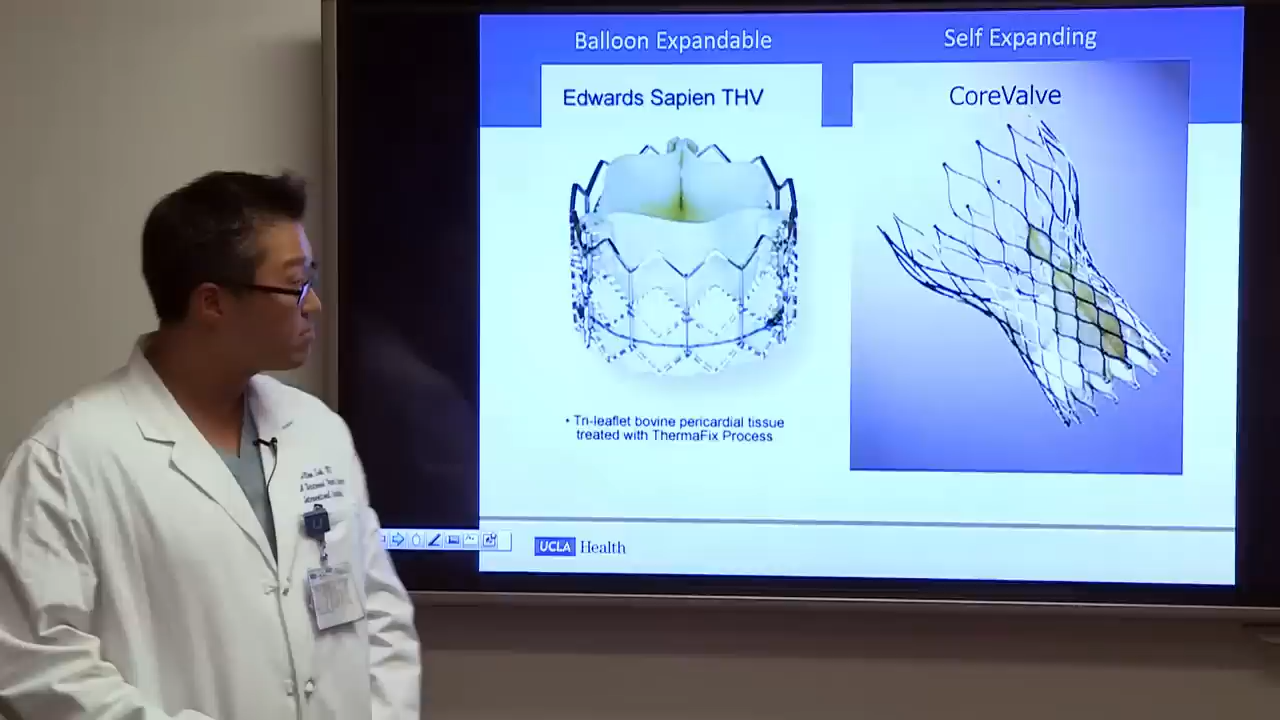 Balloon Expandable
Self Expanding
Edwards Sapien THV
CoreValve
• Tri-leaflet bovine pericardial tissue
treated with ThermaFix Process
UCLA Health